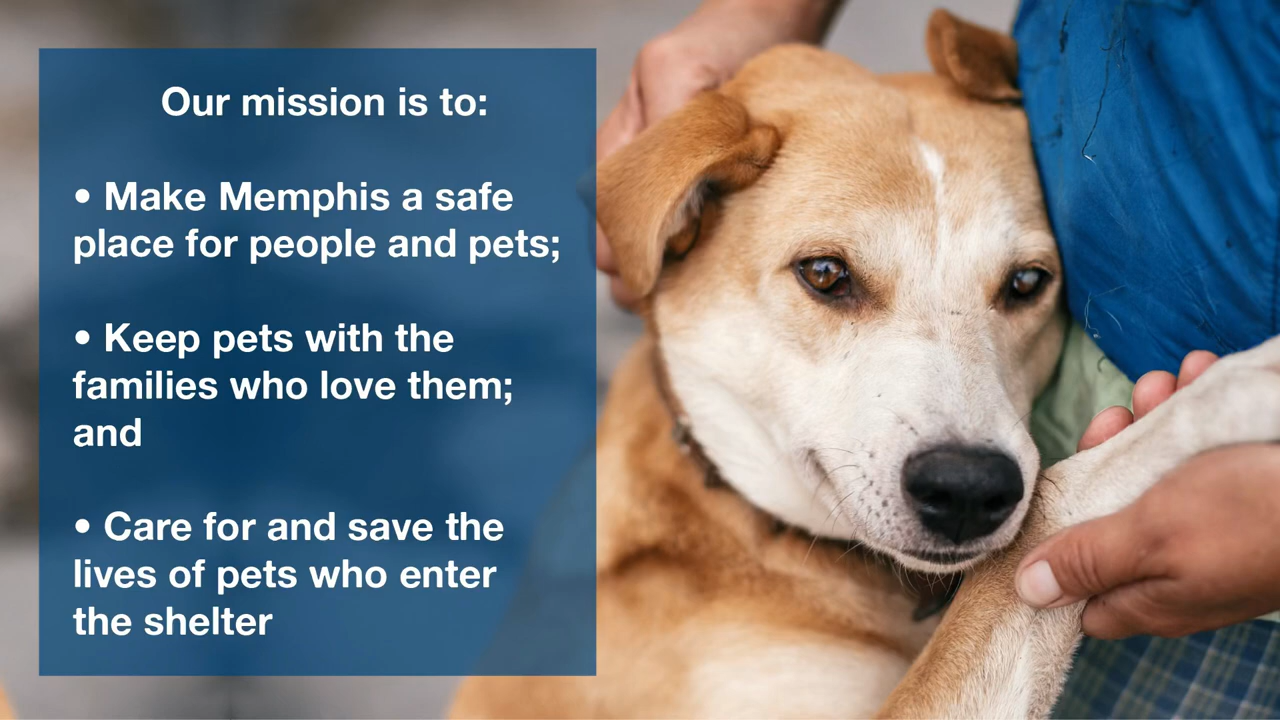 Our mission is to:
• Make Memphis a safe
place for people and pets;
• Keep pets with the
families who love them;
and
• Care for and save the
lives of pets who enter
the shelter